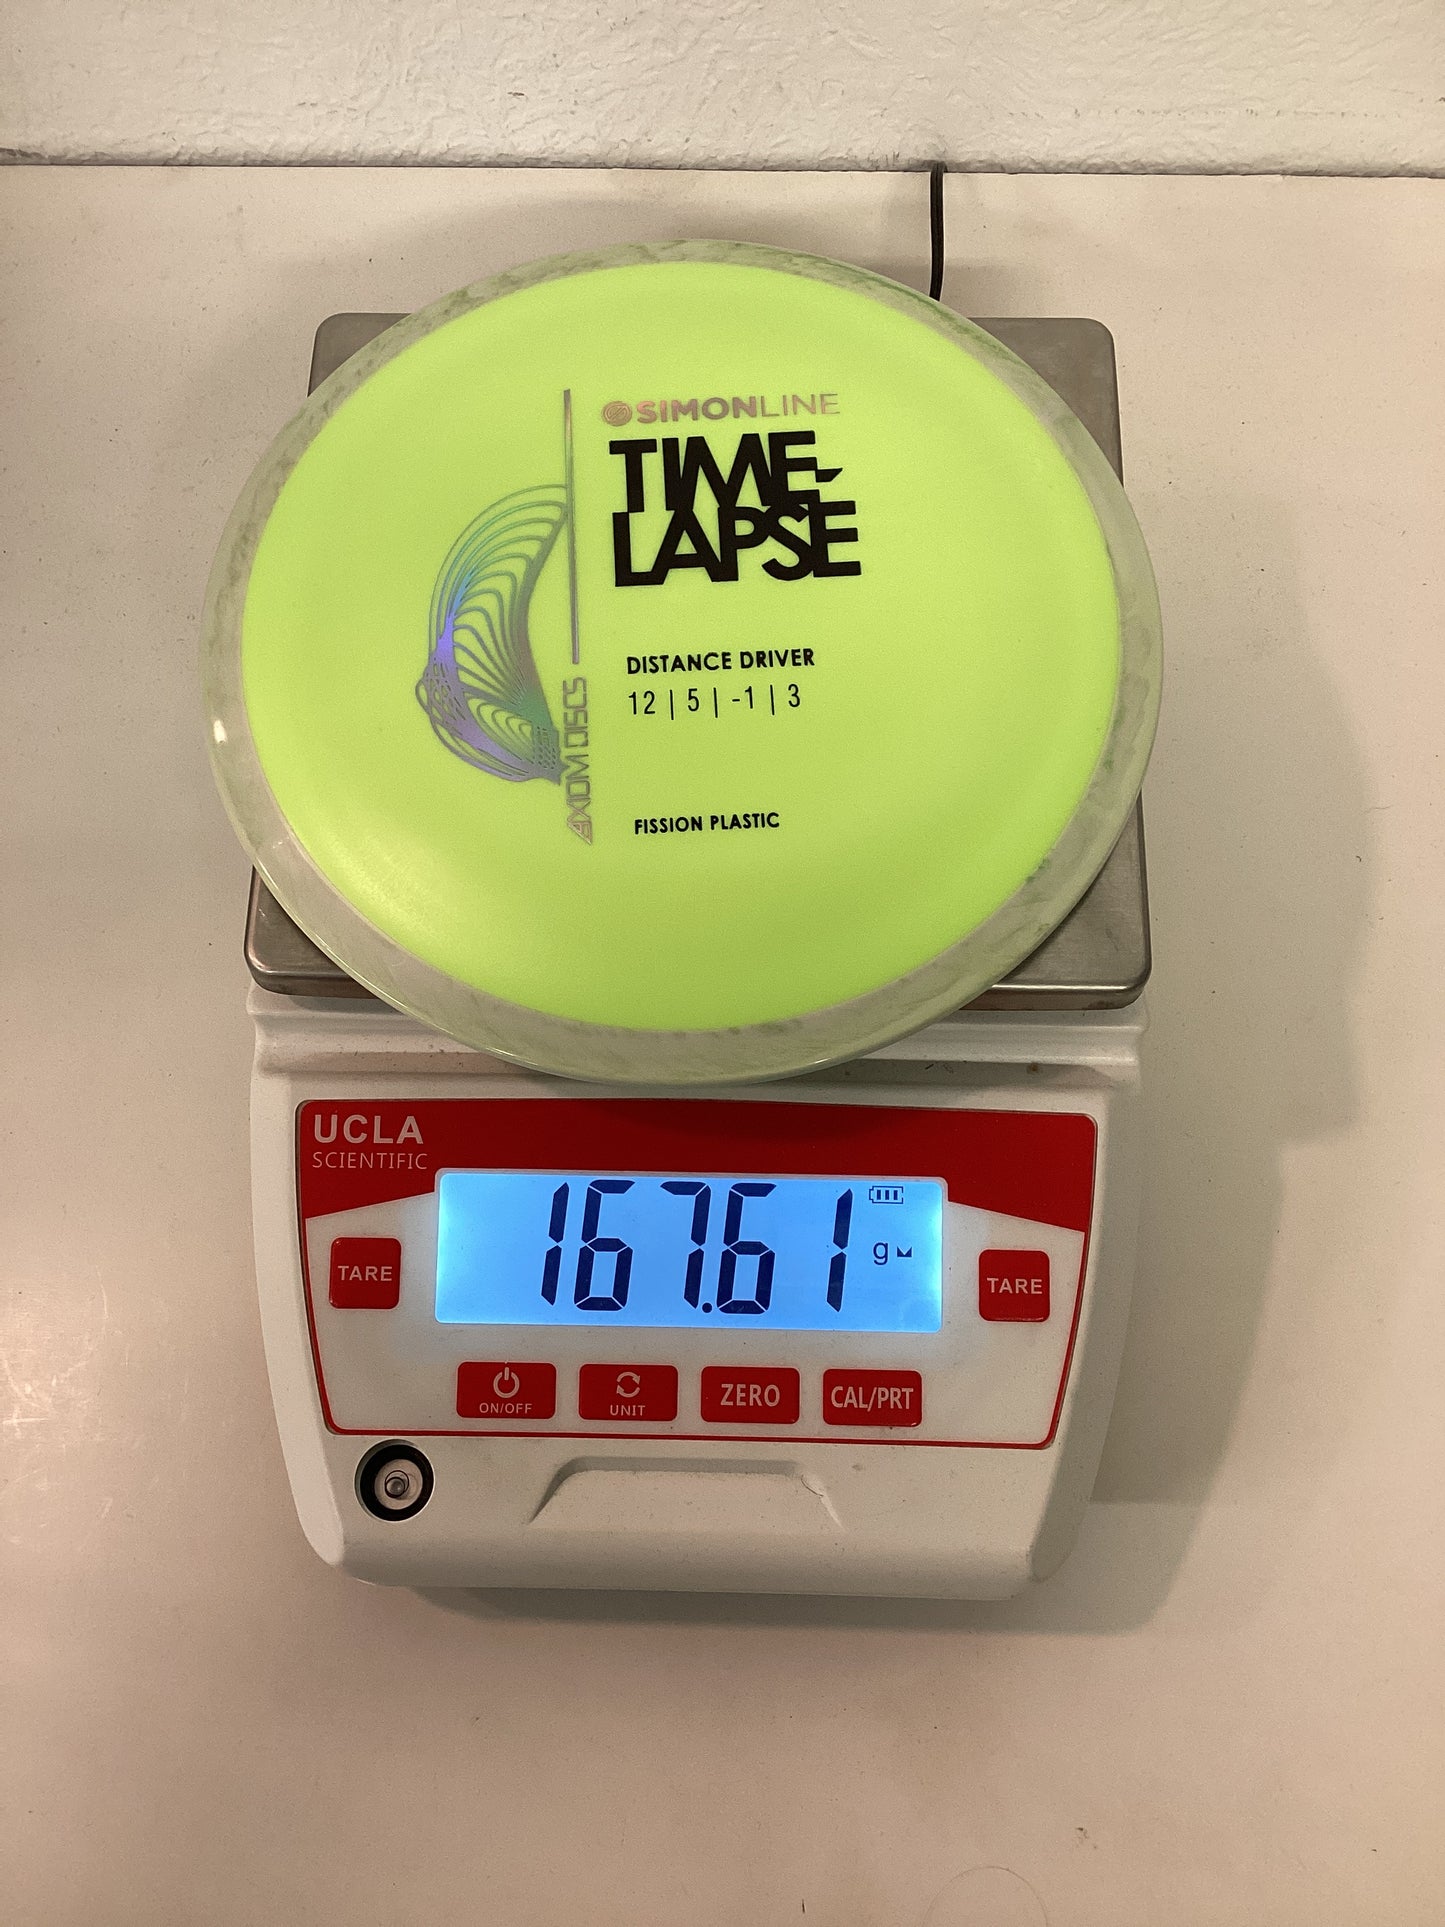 SIMONLINE
TIME-
LAPSE
DISTANCE DRIVER
12 | 5 | -1 | 3
AXIOM DISCS
FISSION PLASTIC
UCLA
SCIENTIFIC
167.61
g
TARE
TARE
ON/OFF
UNIT
ZERO
CAL/PRT